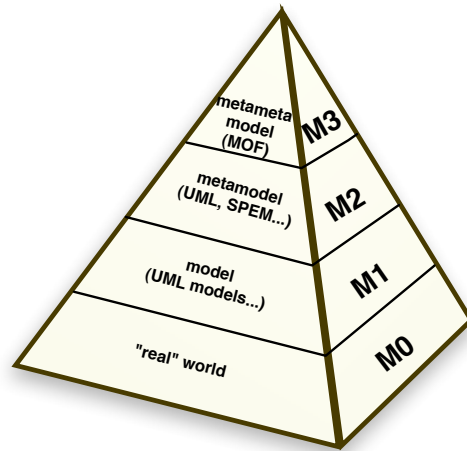 metameta
model
(MOF)
M3
metamodel
(UML, SPEM...)
M2
model
(UML models...)
M1
"real" world
M0